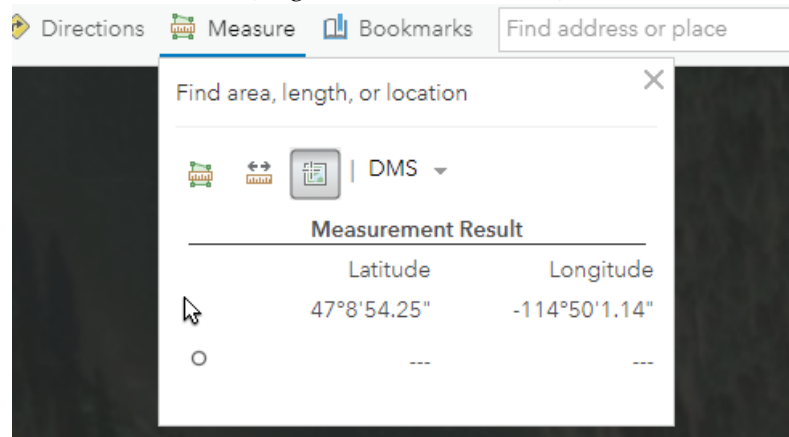 Directions Measure Bookmarks Find address or place
Find area, length, or location
| DMS
Measurement Result
Latitude Longitude
47°8'54.25" -114°50'1.14"
--- ---